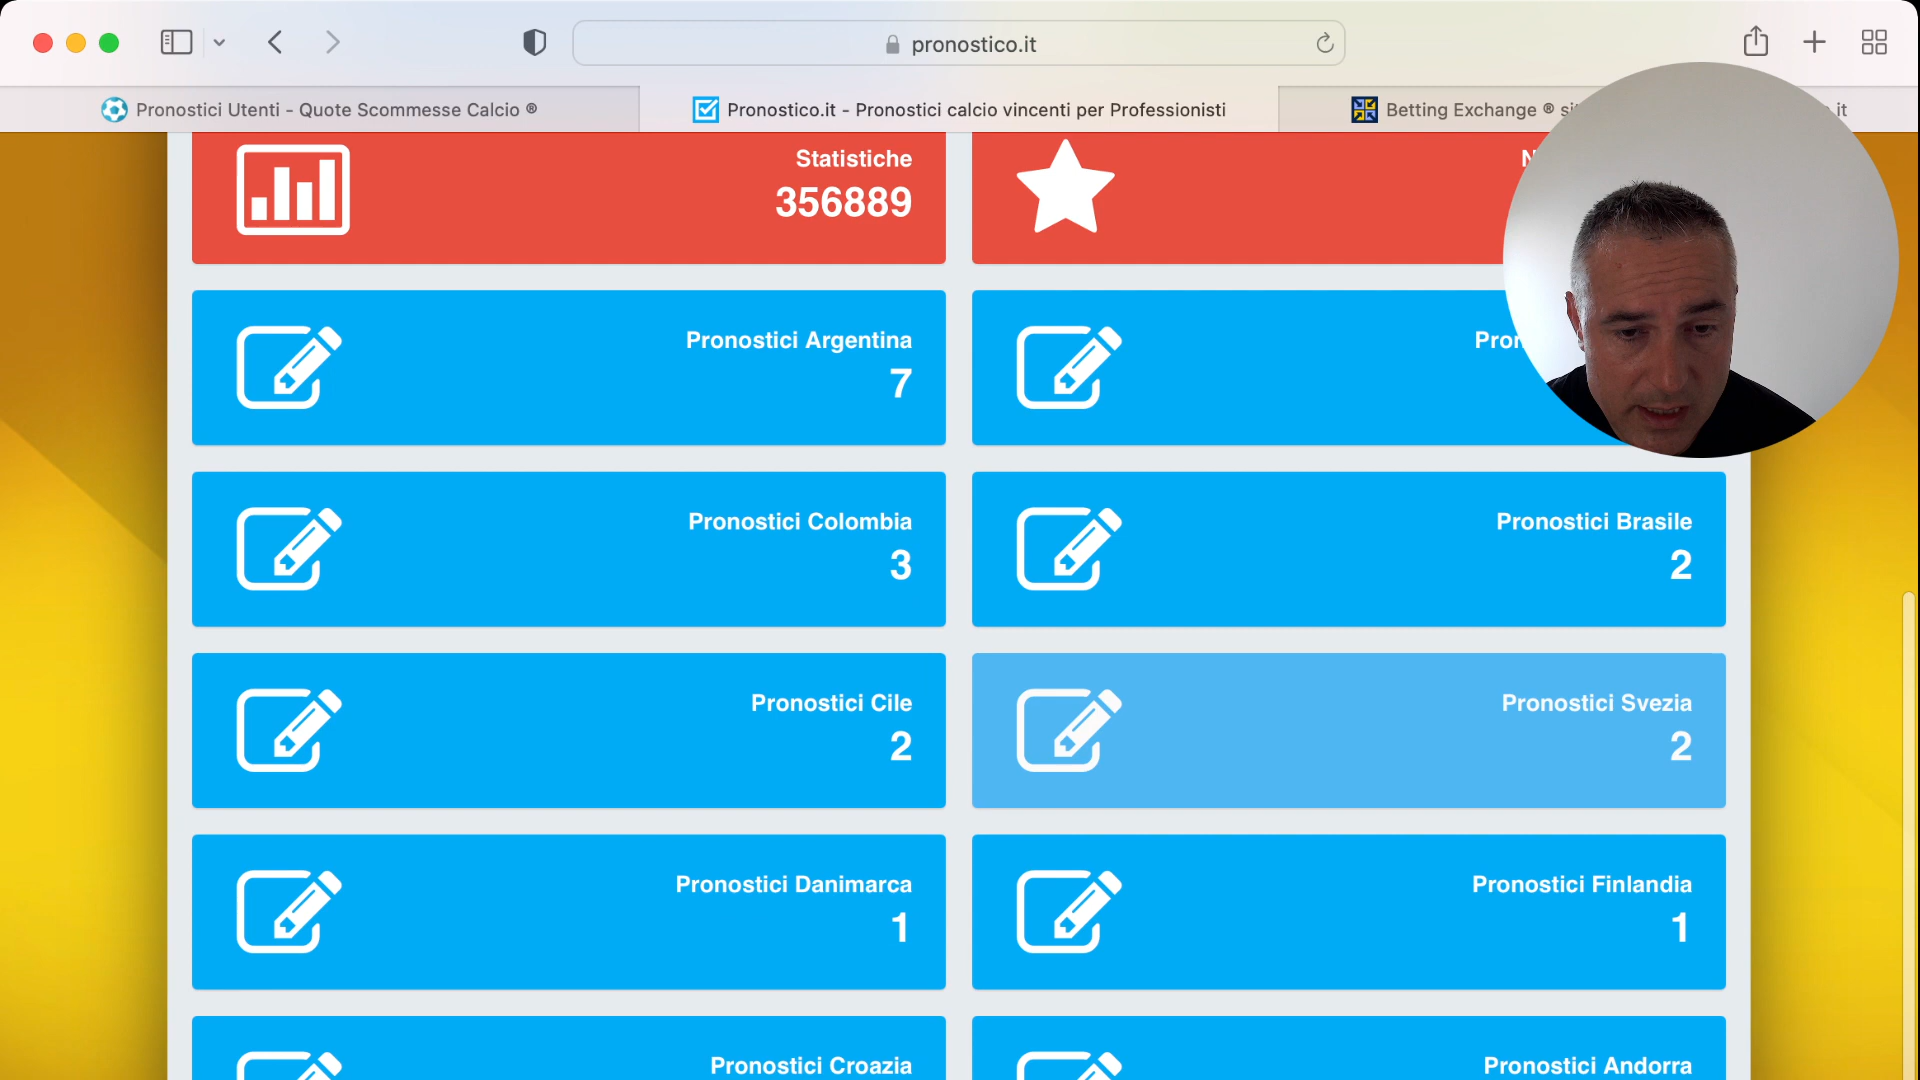 pronostico.it
Pronostici Utenti - Quote Scommesse Calcio ®
Pronostico.it - Pronostici calcio vincenti per Professionisti
Betting Exchange ®
Statistiche
356889
Pronostici Argentina
7
Pronostici Colombia
3
Pronostici Brasile
2
Pronostici Cile
2
Pronostici Svezia
2
Pronostici Danimarca
1
Pronostici Finlandia
1
Pronostici Croazia
Pronostici Andorra